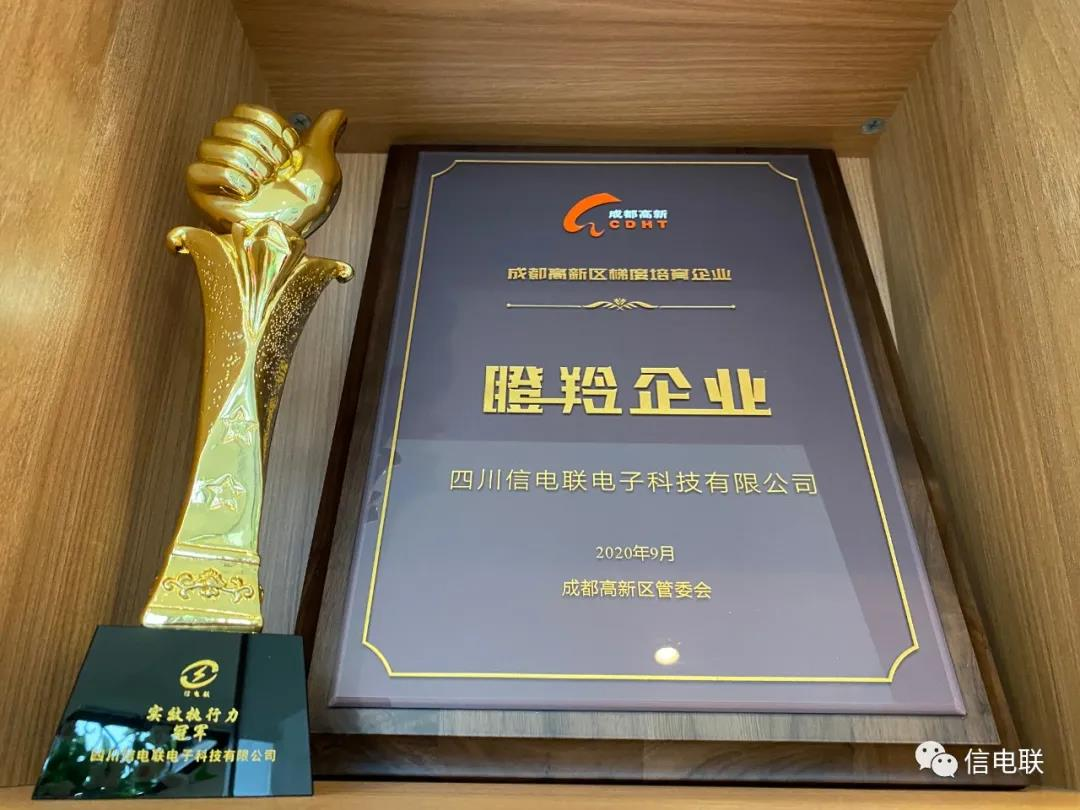 成都高新
CDHT
成都高新区梯度培育企业
瞪羚企业
四川信电联电子科技有限公司
2020年9月
成都高新区管委会
信电联
实效执行力
冠军
四川信电联电子科技有限公司
信电联